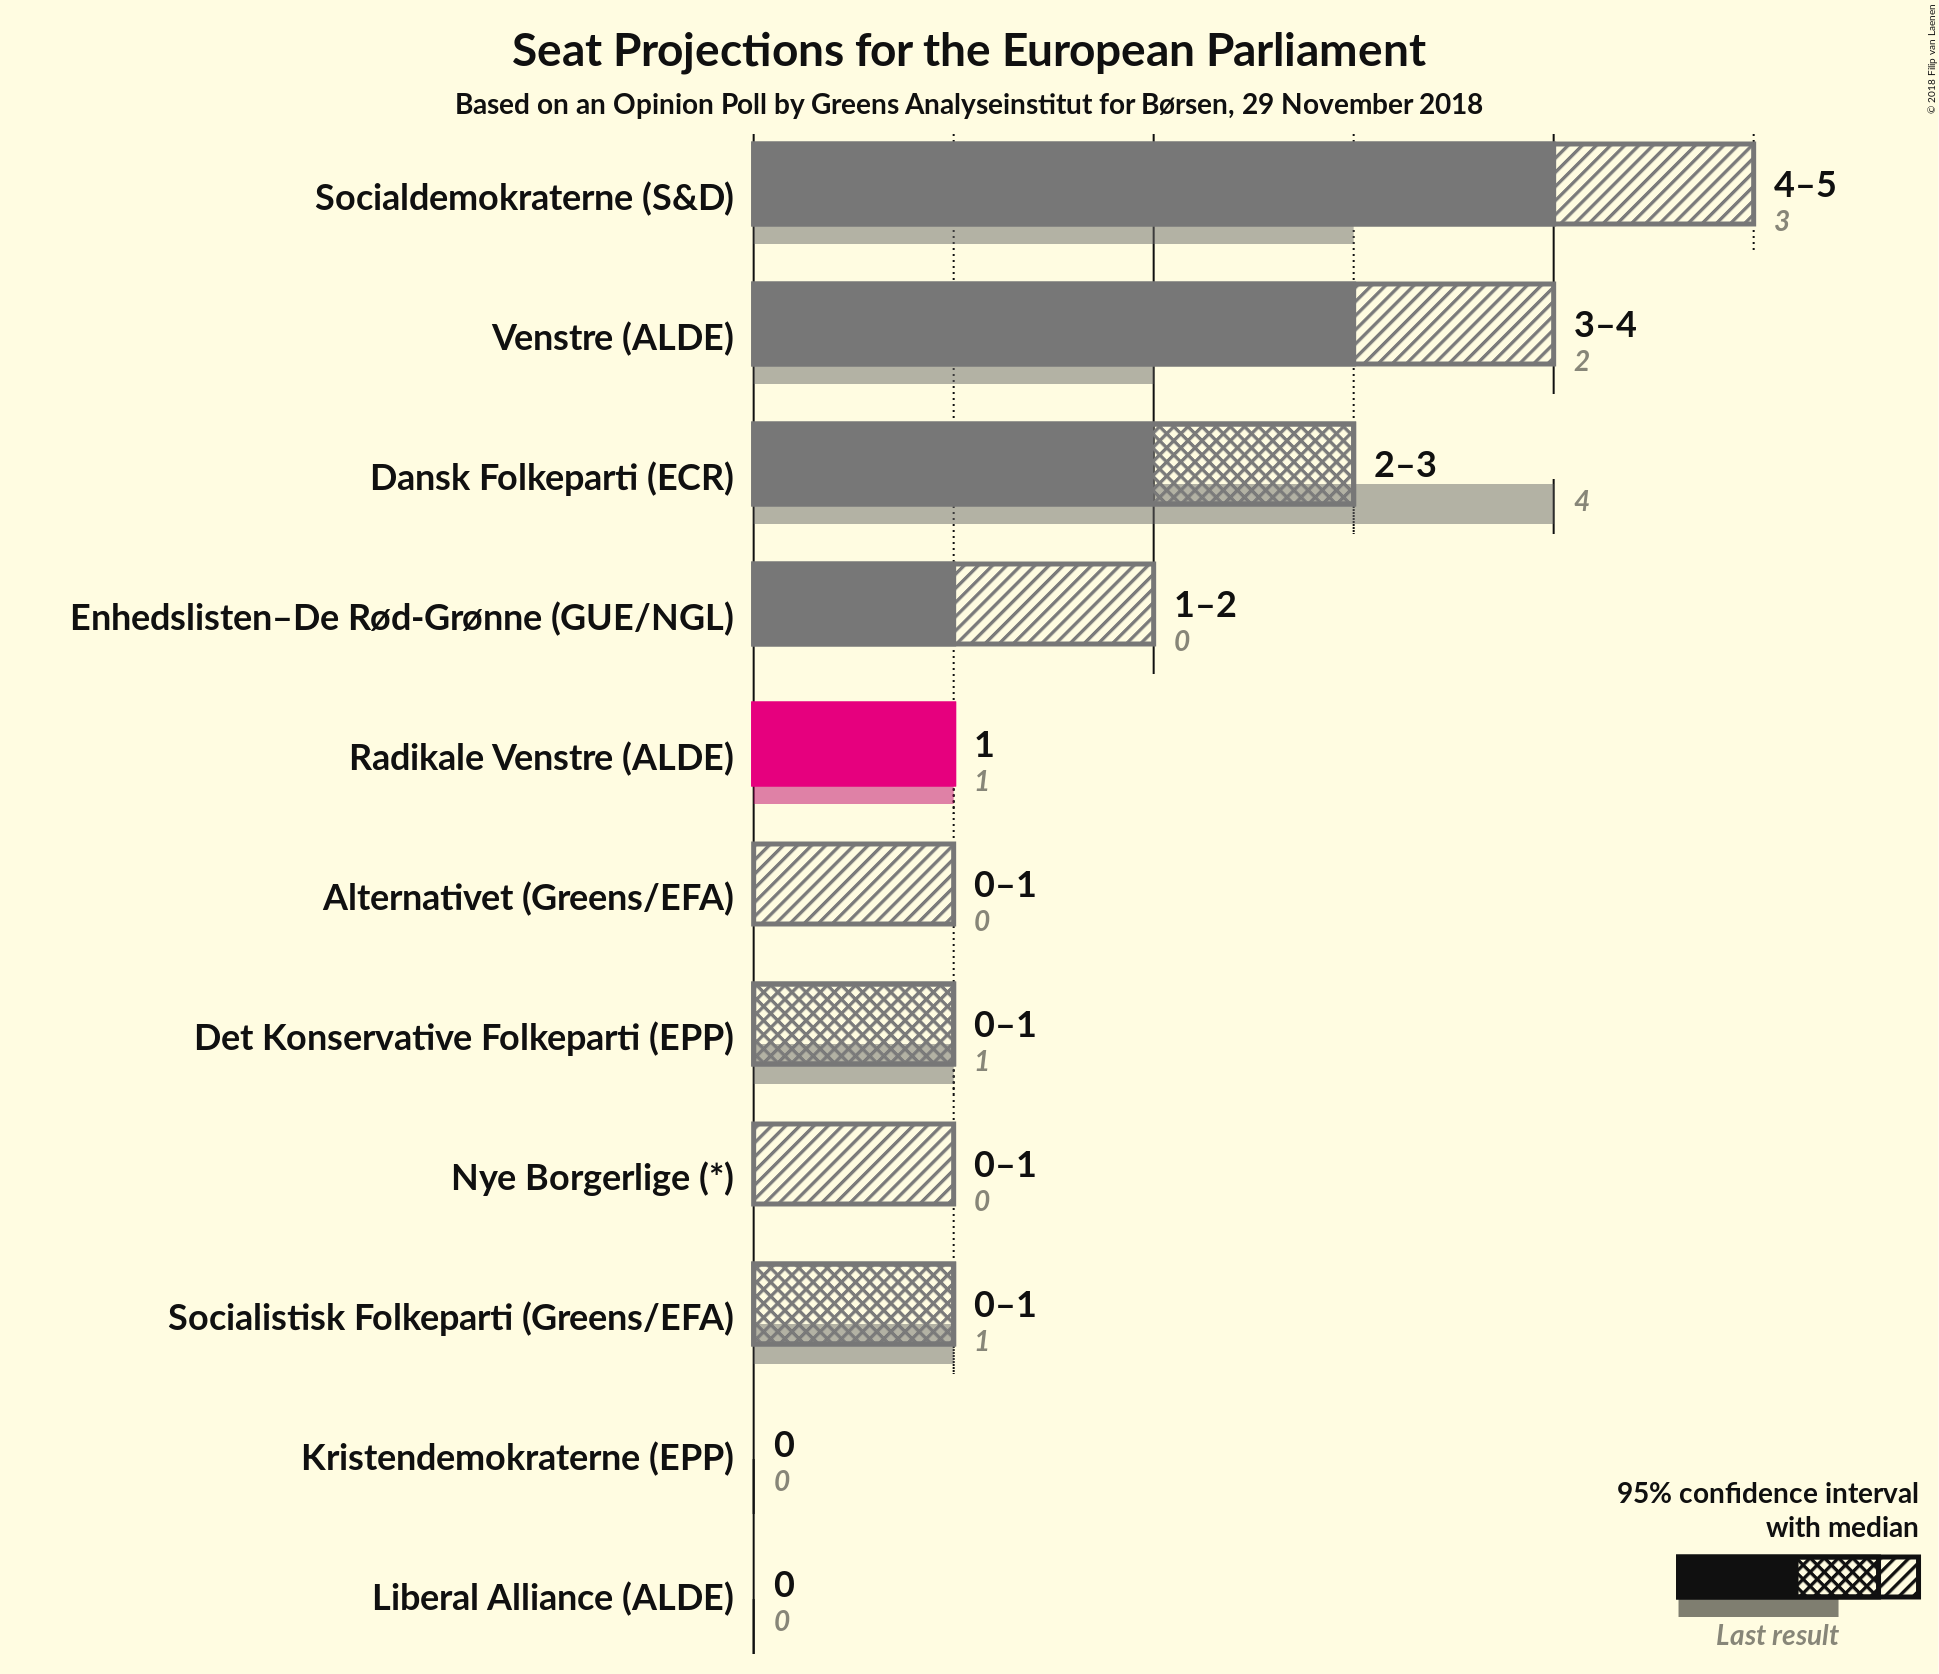 Seat Projections for the European Parliament
Based on an Opinion Poll by Greens Analyseinstitut for Børsen, 29 November 2018
© 2018 Filip van Laenen
Socialdemokraterne (S&D)
4–5
3
Venstre (ALDE)
3–4
2
Dansk Folkeparti (ECR)
2–3
4
Enhedslisten–De Rød-Grønne (GUE/NGL)
1–2
0
Radikale Venstre (ALDE)
1
1
Alternativet (Greens/EFA)
0–1
0
Det Konservative Folkeparti (EPP)
0–1
1
Nye Borgerlige (*)
0–1
0
Socialistisk Folkeparti (Greens/EFA)
0–1
1
Kristendemokraterne (EPP)
0
0
Liberal Alliance (ALDE)
0
0
95% confidence interval
with median
Last result